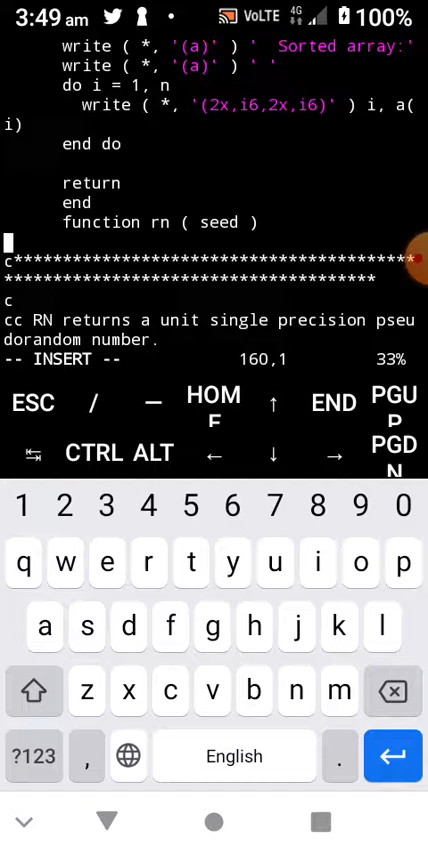 3:49 am VoLTE 4G 100%
write ( *, '(a)' ) '  Sorted array:'
write ( *, '(a)' ) ' '
do i = 1, n
write ( *, '(2x,i6,2x,i6)' ) i, a(
i)
end do
return
end
function rn ( seed )
c*****************************************
**************************************
c
cc RN returns a unit single precision pseu
dorandom number.
-- INSERT -- 160,1 33%
ESC / — HOME ↑ END PGUP
↹ CTRL ALT ← ↓ → PGDN
1 2 3 4 5 6 7 8 9 0
q w e r t y u i o p
a s d f g h j k l
z x c v b n m
?123 , English .